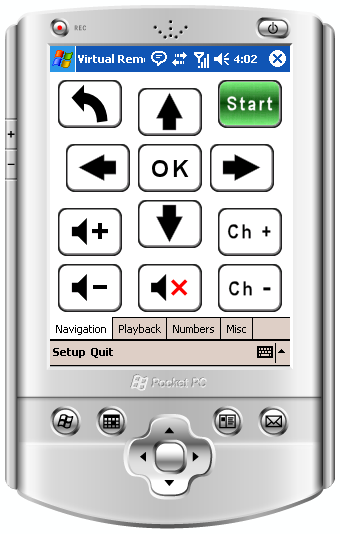 REC
Virtual Rem 4:02
Start
OK
+
Ch +
-
Ch -
Navigation Playback Numbers Misc
Setup Quit
Pocket PC